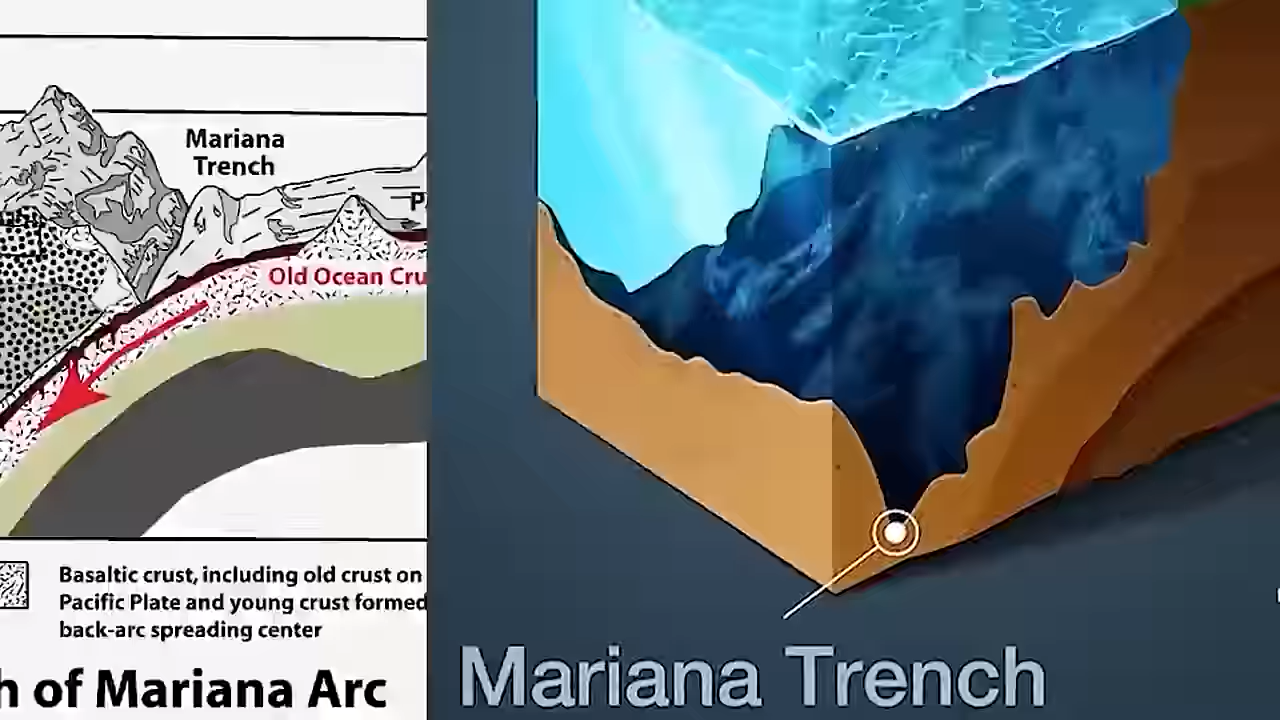 Mariana
Trench
P
Old Ocean Cru
Basaltic crust, including old crust on
Pacific Plate and young crust formed
back-arc spreading center
h of Mariana Arc
Mariana Trench